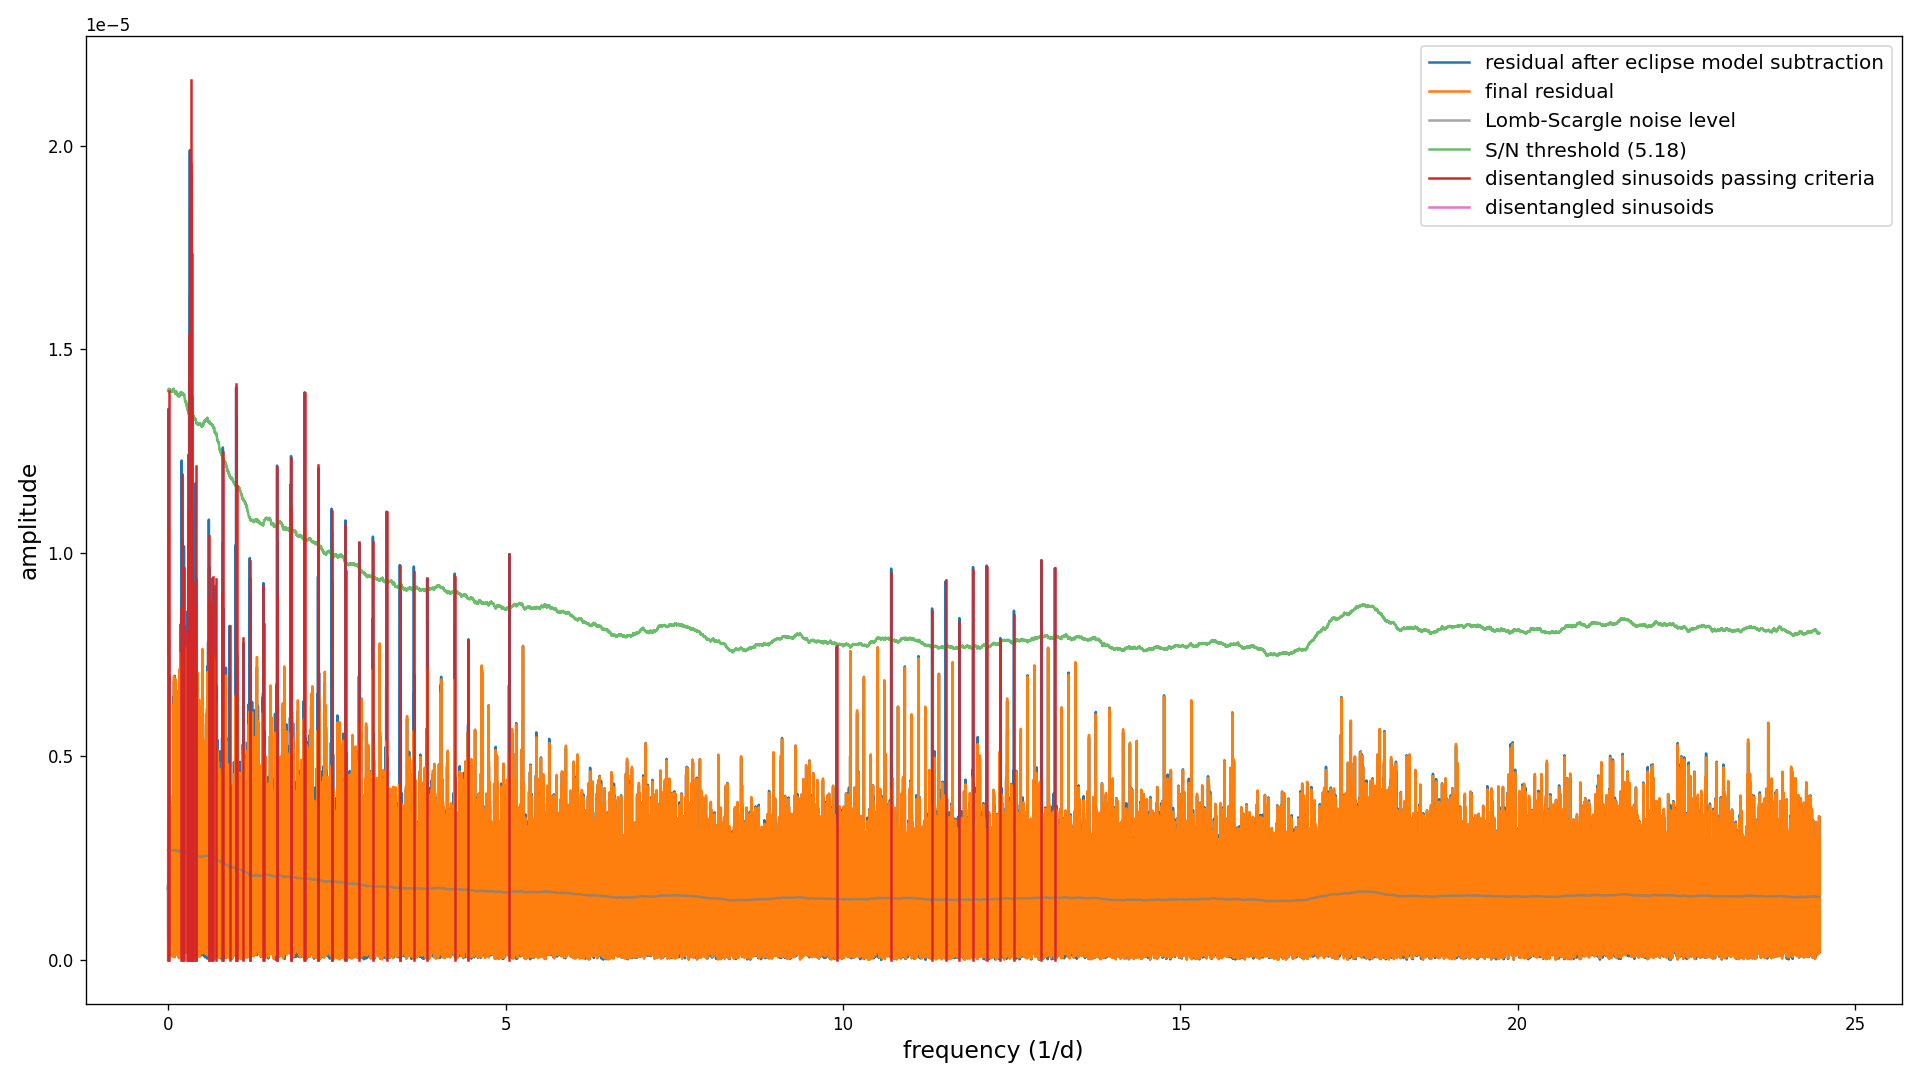 1e−5
residual after eclipse model subtraction
final residual
Lomb-Scargle noise level
S/N threshold (5.18)
disentangled sinusoids passing criteria
disentangled sinusoids
2.0
1.5
1.0
0.5
0.0
amplitude
0 5 10 15 20 25
frequency (1/d)